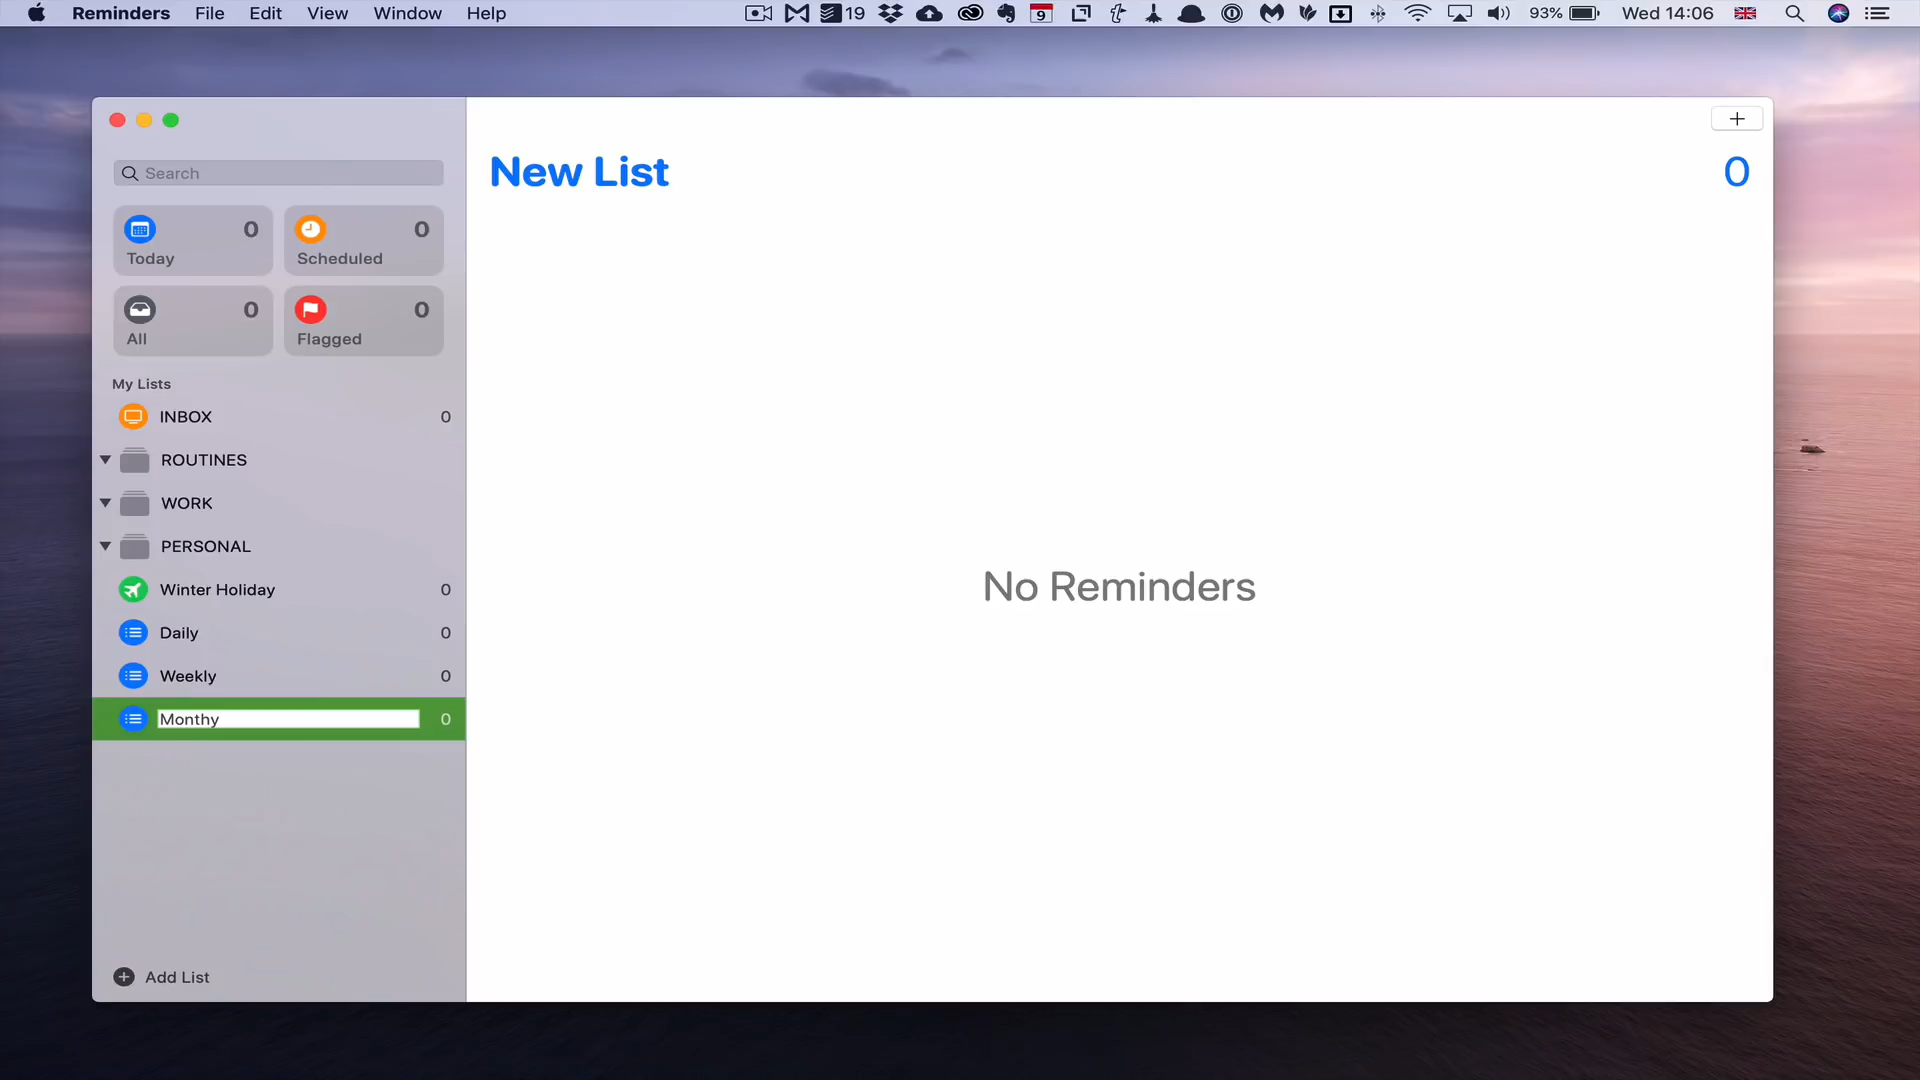 Reminders File Edit View Window Help 19 9 93% Wed 14:06
Search
New List 0
0 0
Today Scheduled
0 0
All Flagged
My Lists
INBOX 0
ROUTINES
WORK
PERSONAL
Winter Holiday 0
Daily 0
Weekly 0
Monthy 0
No Reminders
Add List